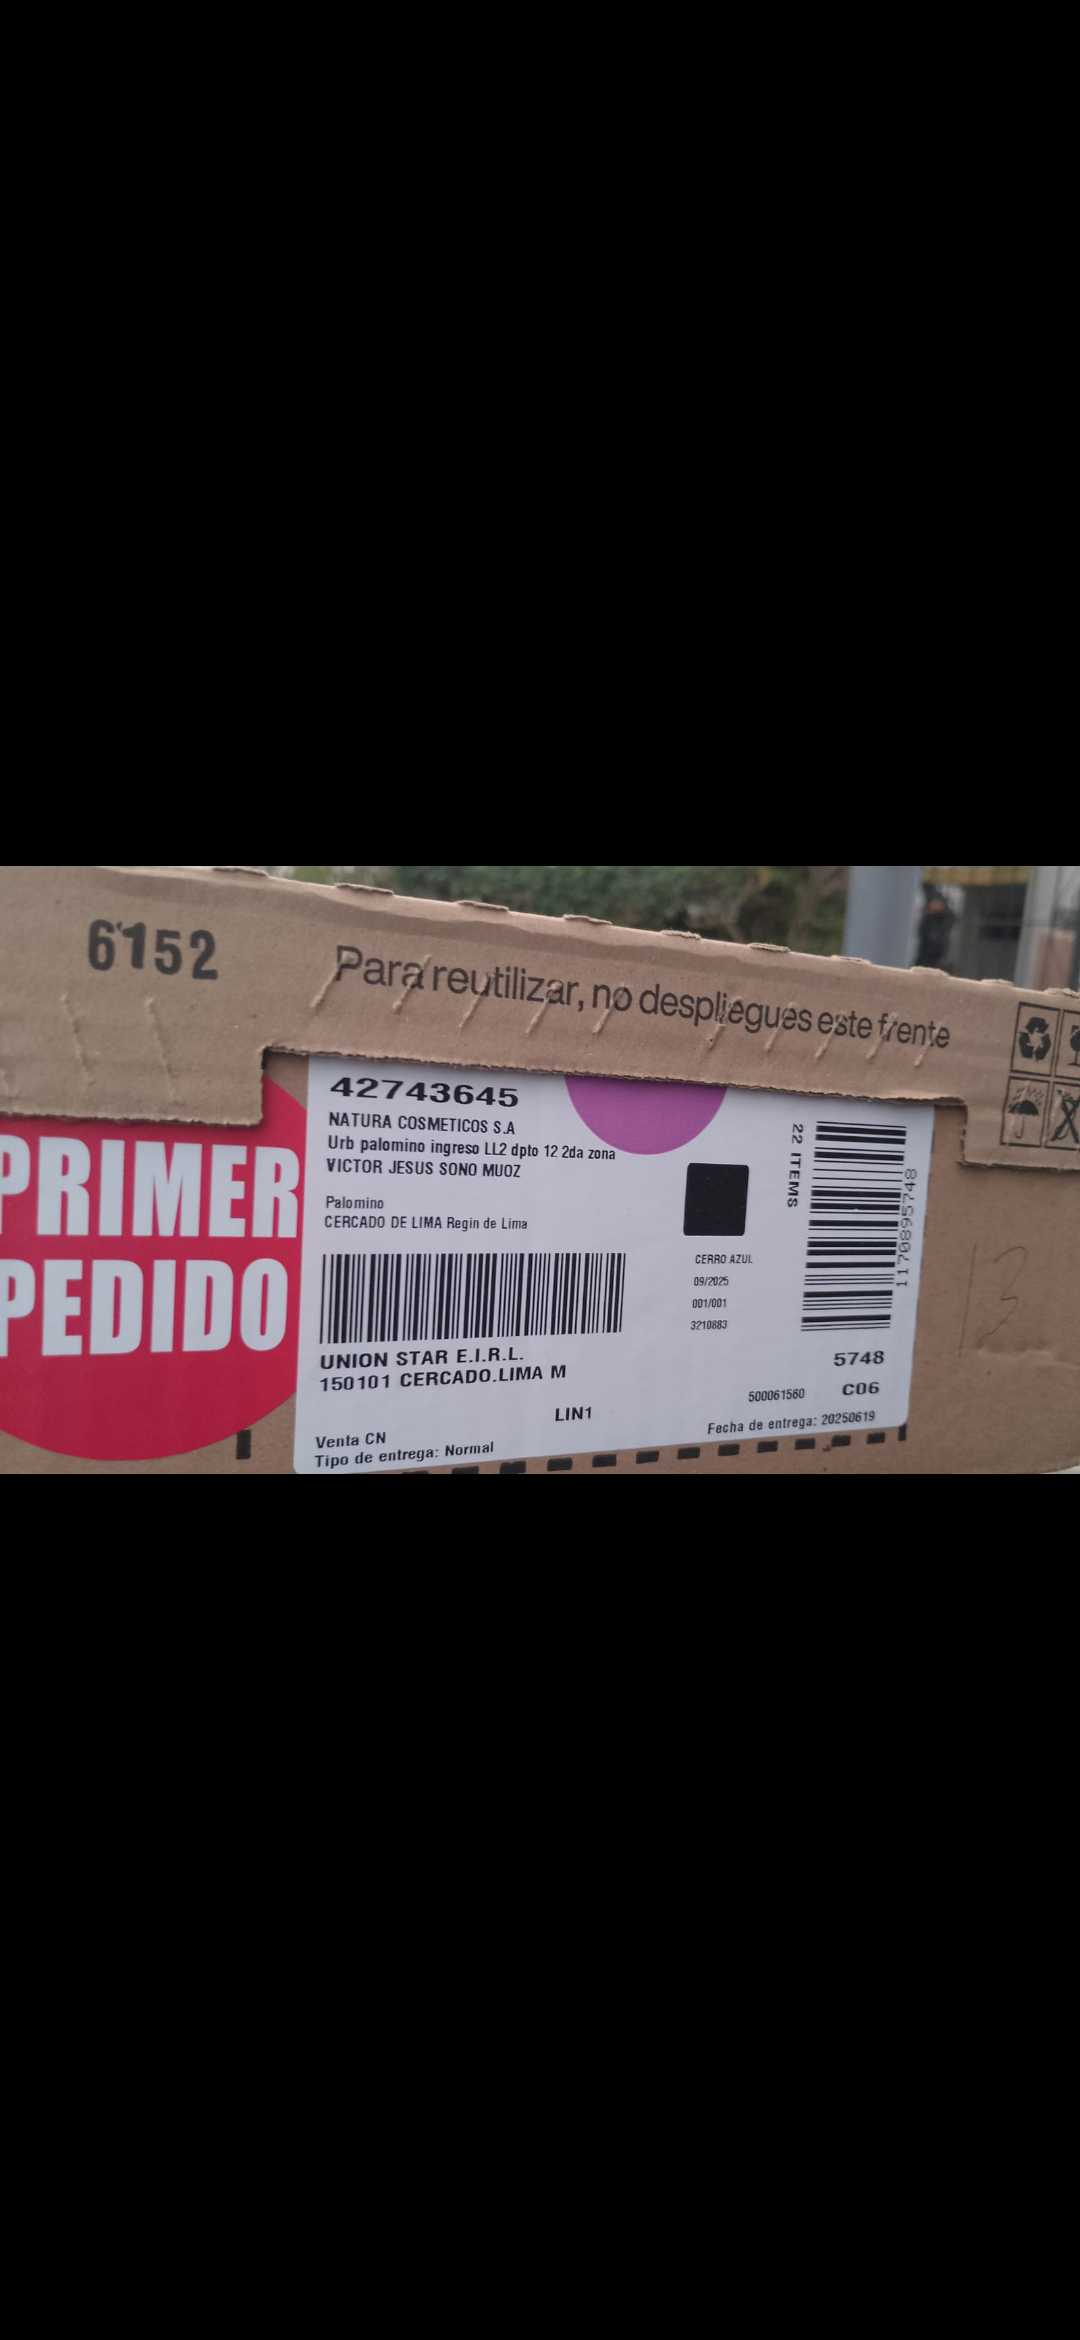 6152
Para reutilizar, no despliegues este frente
PRIMER
PEDIDO
42743645
NATURA COSMETICOS S.A
Urb palomino ingreso LL2 dpto 12 2da zona
VICTOR JESUS SONO MUOZ
Palomino
CERCADO DE LIMA Regin de Lima
UNION STAR E.I.R.L.
150101 CERCADO.LIMA M
LIN1
Venta CN
Tipo de entrega: Normal
CERRO AZUL
09/2025
001/001
3210883
22 ITEMS
1170895748
5748
500061560 C06
Fecha de entrega: 20250619
13